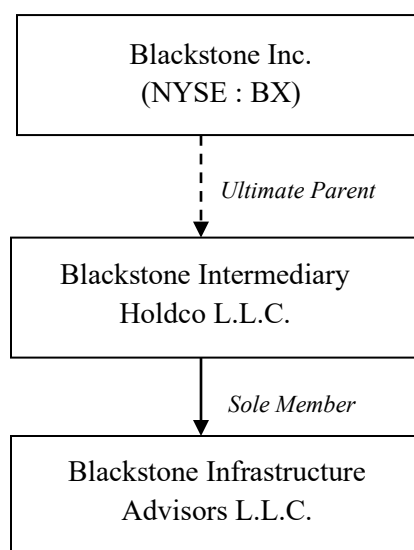 Blackstone Inc.
(NYSE : BX)
Ultimate Parent
Blackstone Intermediary
Holdco L.L.C.
Sole Member
Blackstone Infrastructure
Advisors L.L.C.